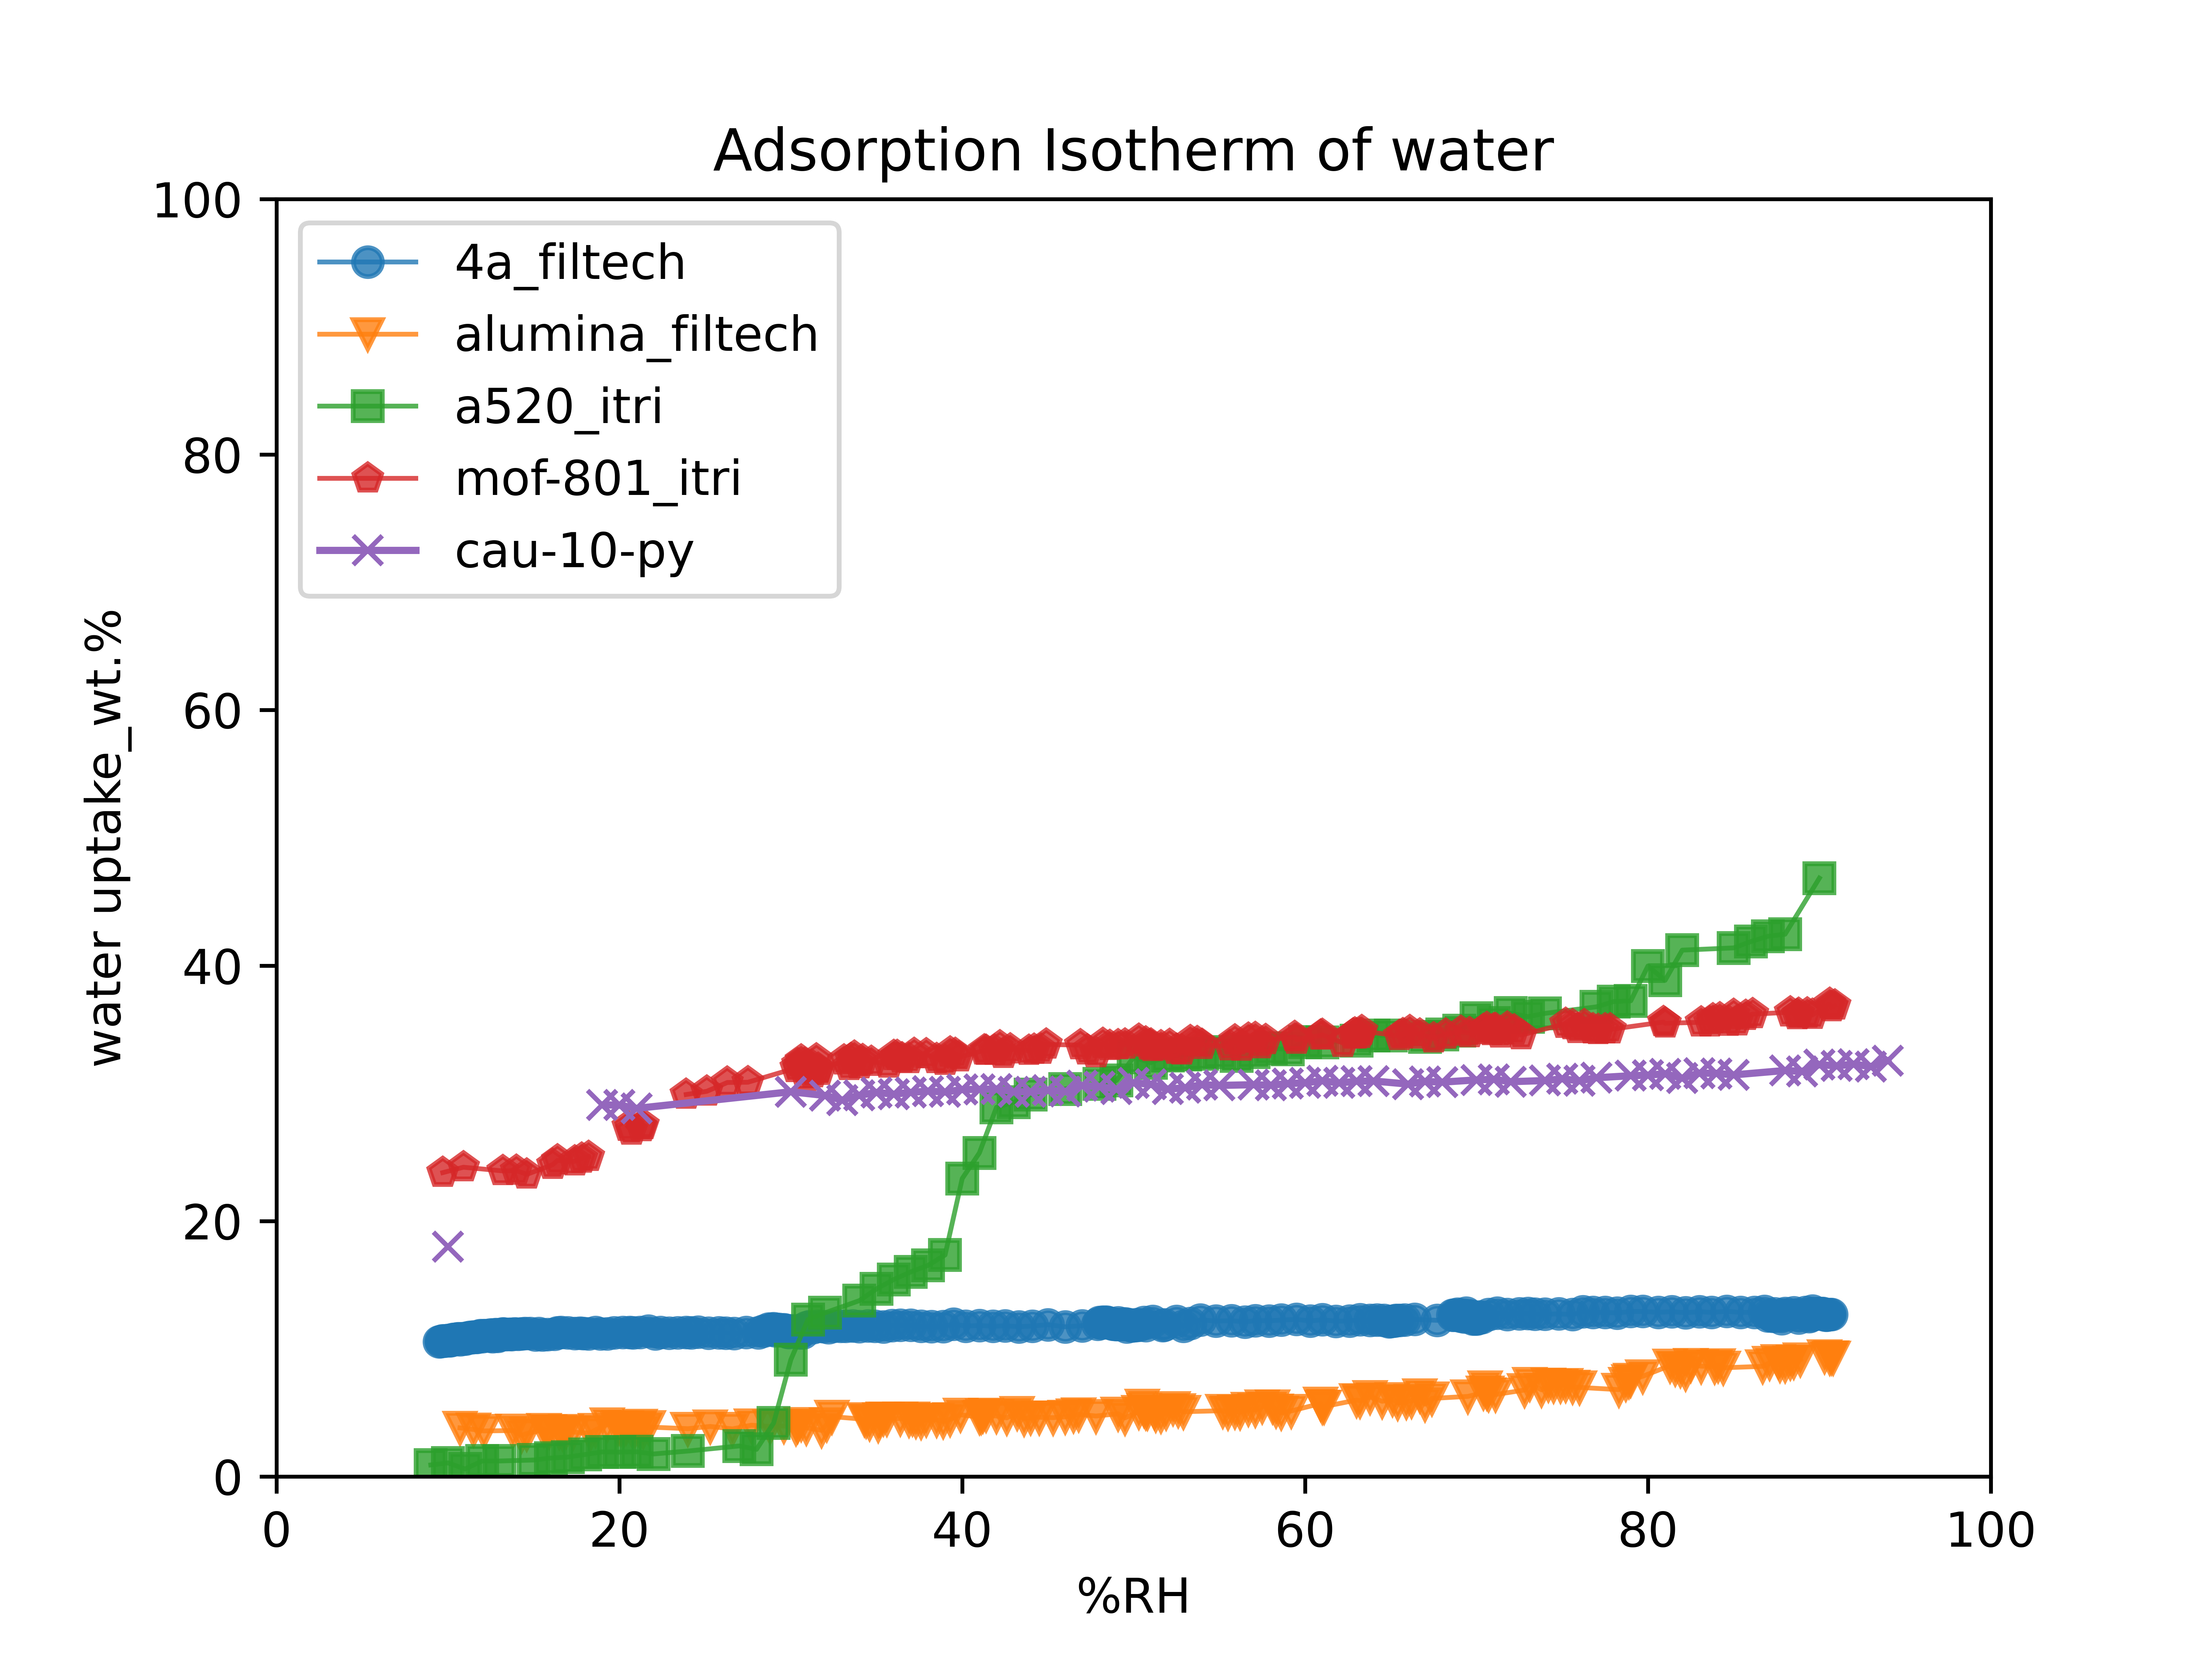 Adsorption Isotherm of water
100
80
60
40
20
0
water uptake_wt.%
4a_filtech
alumina_filtech
a520_itri
mof-801_itri
cau-10-py
0 20 40 60 80 100
%RH